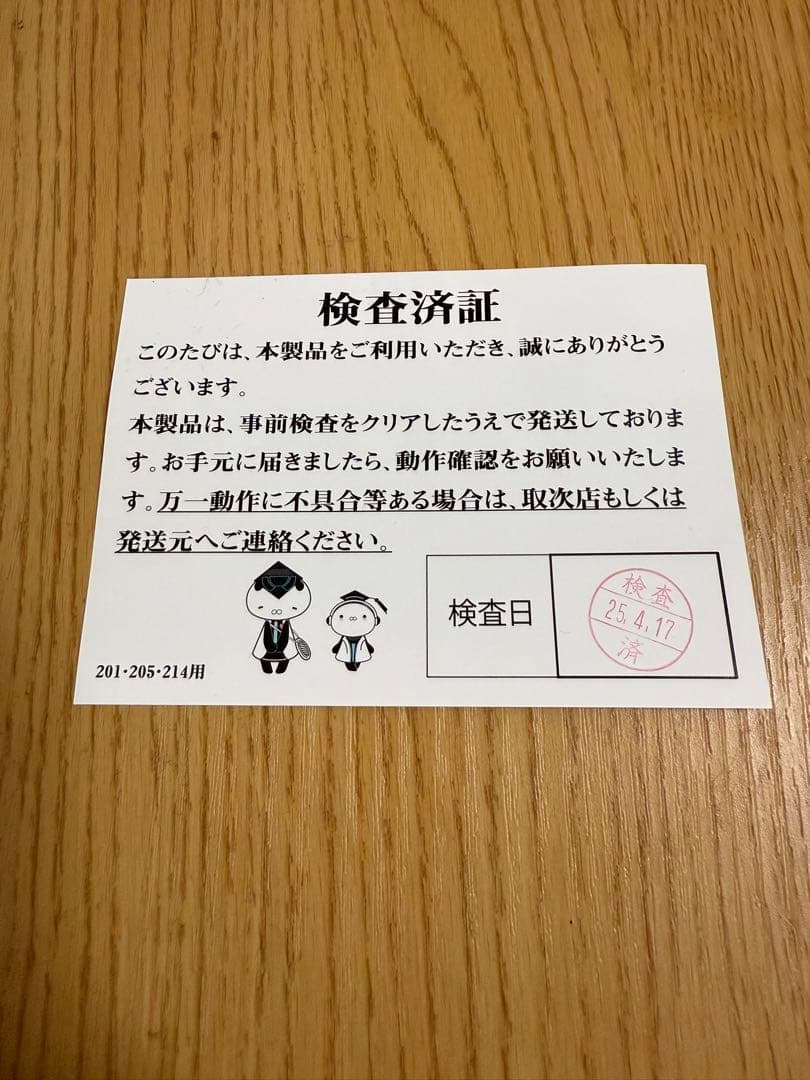 検査済証
このたびは、本製品をご利用いただき、誠にありがとう
ございます。
本製品は、事前検査をクリアしたうえで発送しておりま
す。お手元に届きましたら、動作確認をお願いいたしま
す。万一動作に不具合等ある場合は、取次店もしくは
発送元へご連絡ください。
検査日
検査
25.4.17
済
201・205・214用